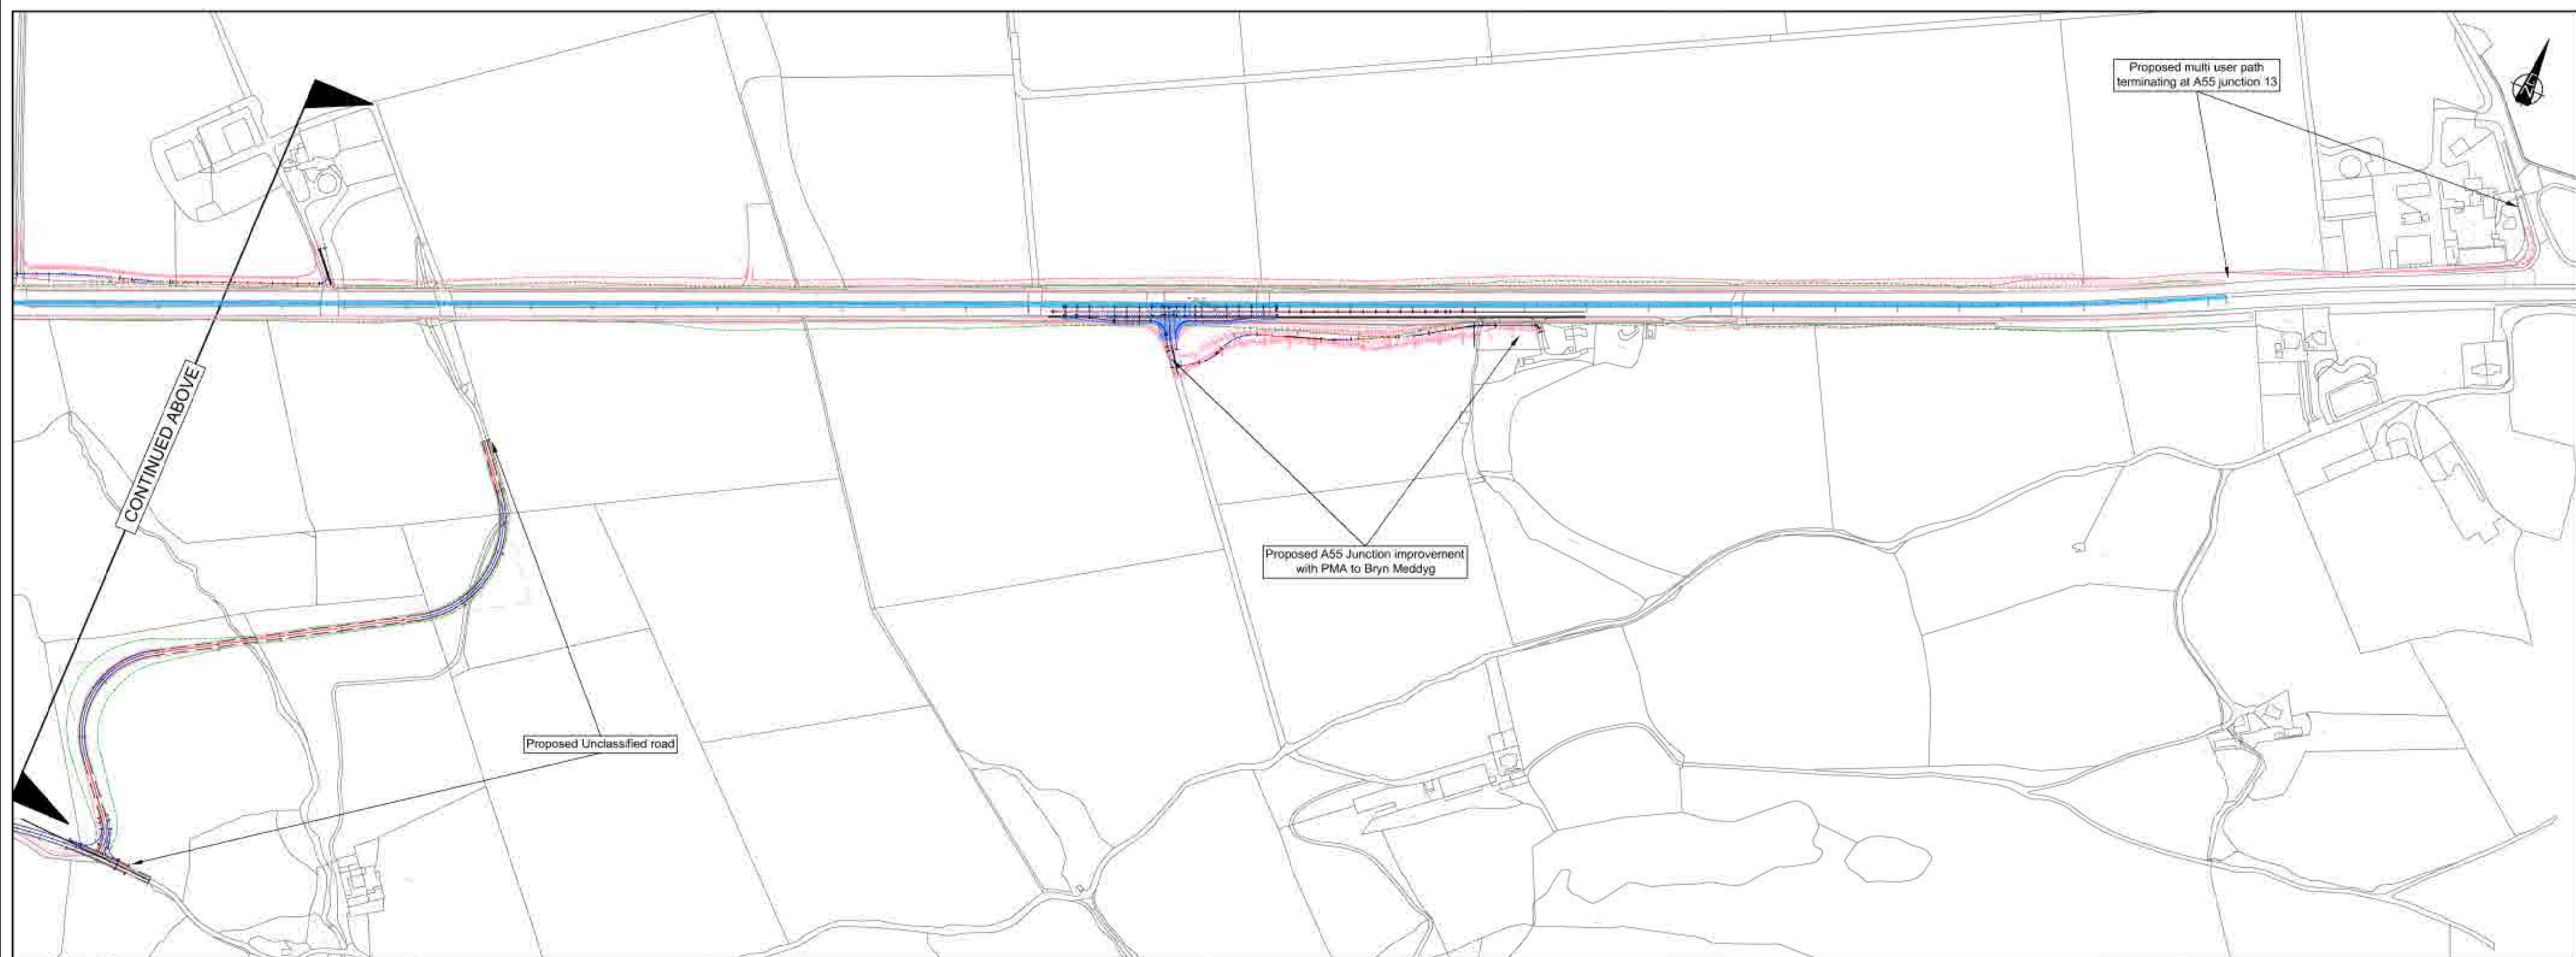 Proposed multi user path
terminating at A55 junction 13
CONTINUED ABOVE
Proposed A55 Junction improvement
with PMA to Bryn Meddyg
Proposed Unclassified road